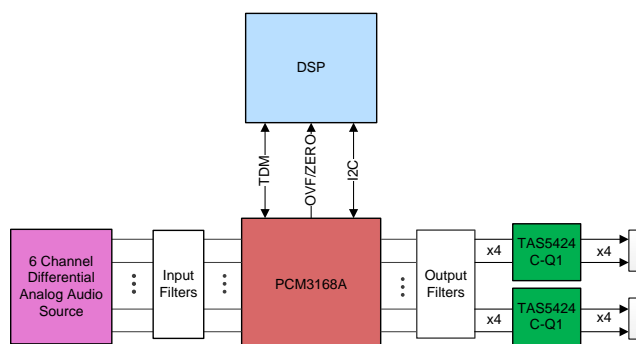 DSP
TDM
OVF/ZERO
I2C
6 Channel
Differential
Analog Audio
Source
Input
Filters
PCM3168A
Output
Filters
x4
TAS5424
C-Q1
x4
x4
TAS5424
C-Q1
x4